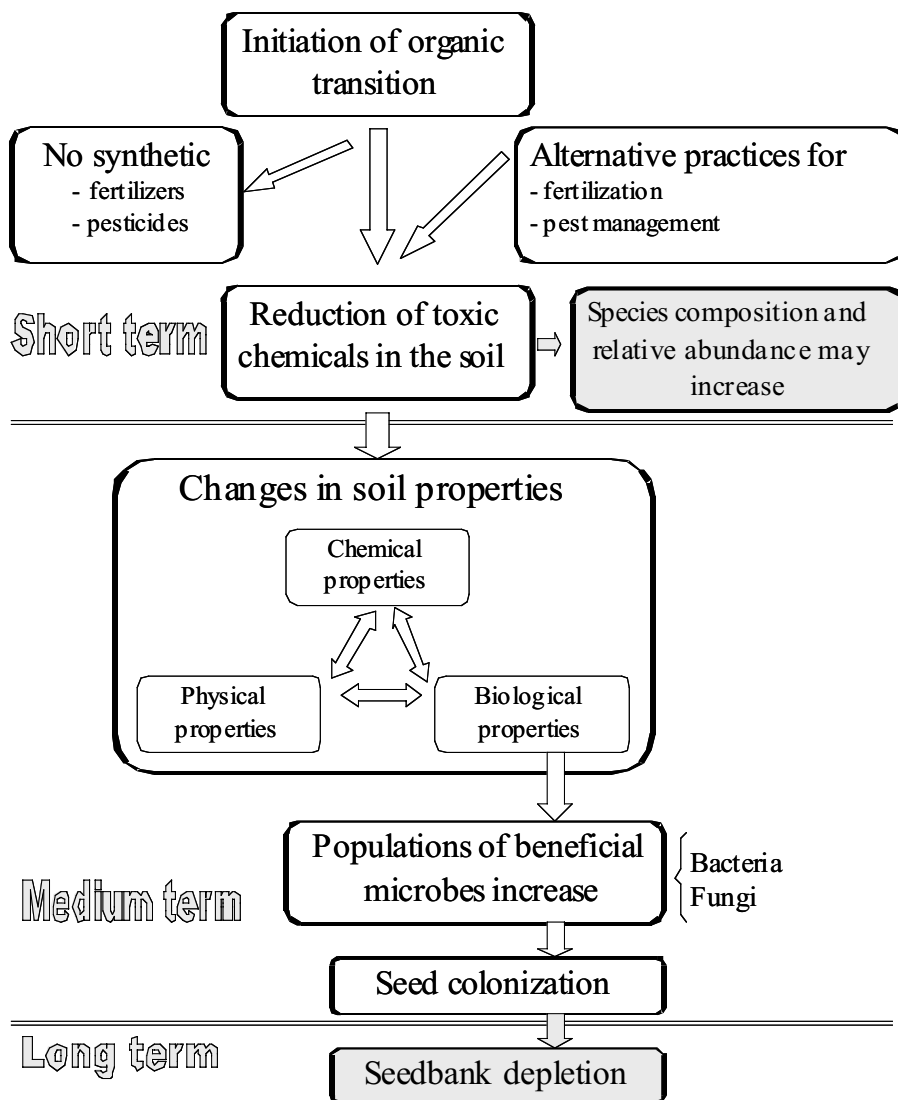 Initiation of organic
transition
No synthetic
- fertilizers
- pesticides
Alternative practices for
- fertilization
- pest management
Short term
Reduction of toxic
chemicals in the soil
Species composition and
relative abundance may
increase
Changes in soil properties
Chemical
properties
Physical
properties
Biological
properties
Medium term
Populations of beneficial
microbes increase
Bacteria
Fungi
Seed colonization
Long term
Seedbank depletion